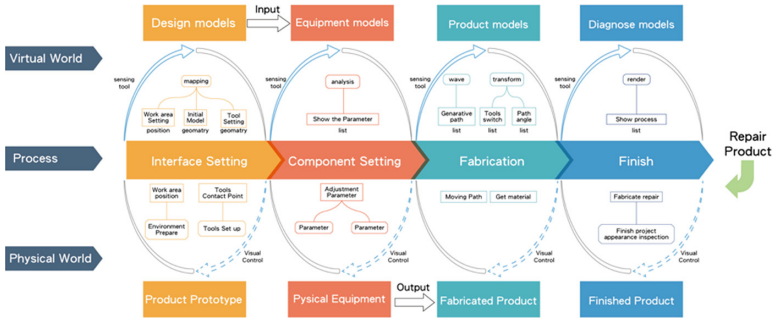 Design models
Input
Equipment models
Product models
Diagnose models
Virtual World
sensing
tool
mapping
Work area
Setting
Initial
Model
Tool
Setting
position
geometry
geometry
sensing
tool
analysis
Show the Parameter
list
sensing
tool
wave
transform
Genarative
path
Tools
switch
Path
angle
list
list
list
sensing
tool
render
Show process
list
Process
Interface Setting
Component Setting
Fabrication
Finish
Repair
Product
Work area
position
Tools
Contact Point
Environment
Prepare
Tools Set up
Visual
Control
Adjustment
Parameter
Parameter
Parameter
Visual
Control
Moving Path
Get material
Visual
Control
Fabricate repair
Finish project
appearance inspection
Visual
Control
Physical World
Product Prototype
Pysical Equipment
Output
Fabricated Product
Finished Product